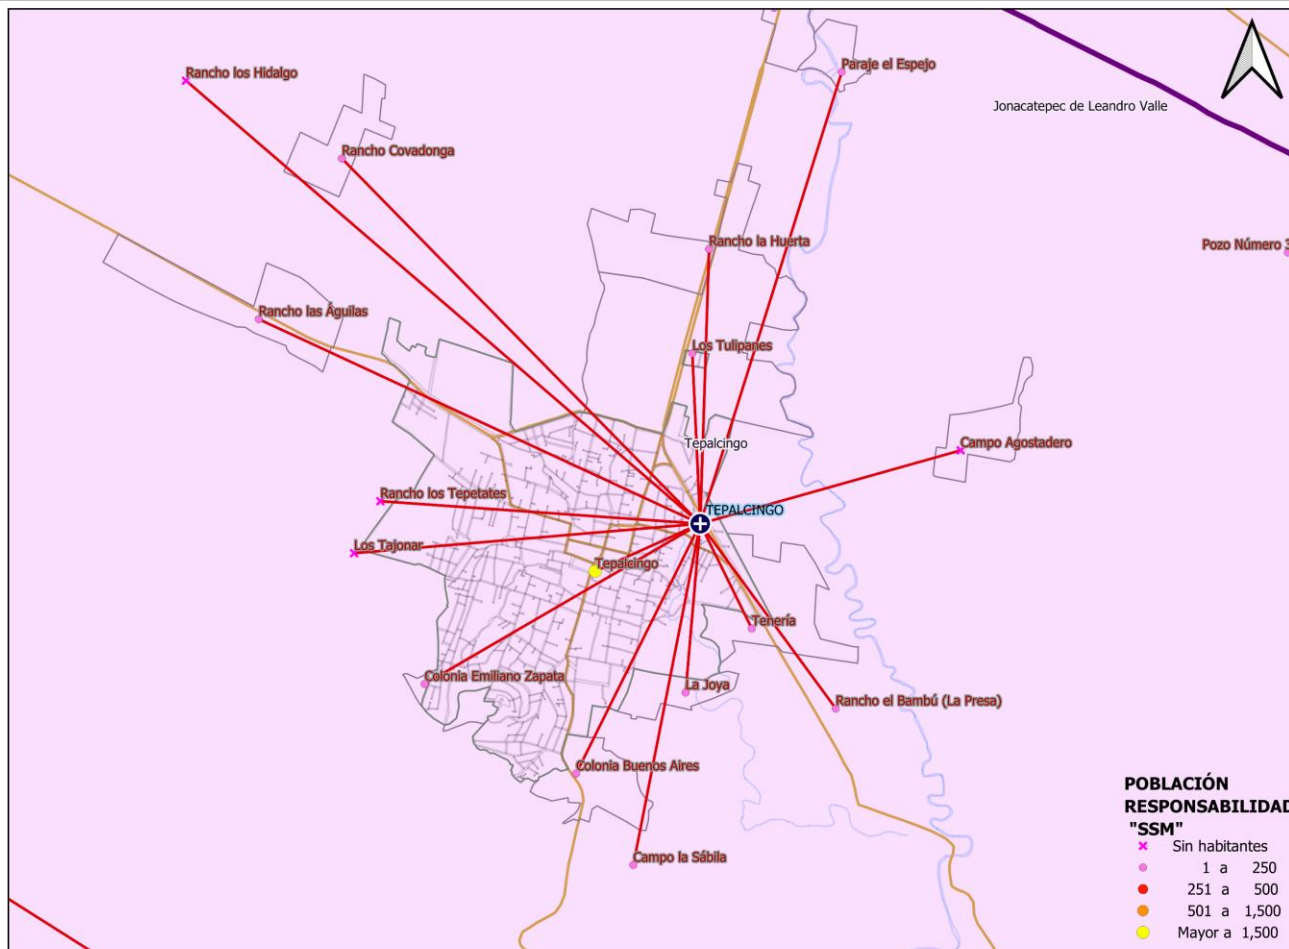 Rancho los Hidalgo
Paraje el Espejo
Jonacatepec de Leandro Valle
Rancho Covadonga
Rancho la Huerta
Pozo Número 3
Rancho las Águilas
Los Tulipanes
Tepalcingo
Campo Agostadero
Rancho los Tepetates
TEPALCINGO
Los Tajonar
Tepalcingo
Tenería
Colonia Emiliano Zapata
La Joya
Rancho el Bambú (La Presa)
Colonia Buenos Aires
Campo la Sábila
POBLACIÓN
RESPONSABILIDAD
"SSM"
Sin habitantes
1 a 250
251 a 500
501 a 1,500
Mayor a 1,500